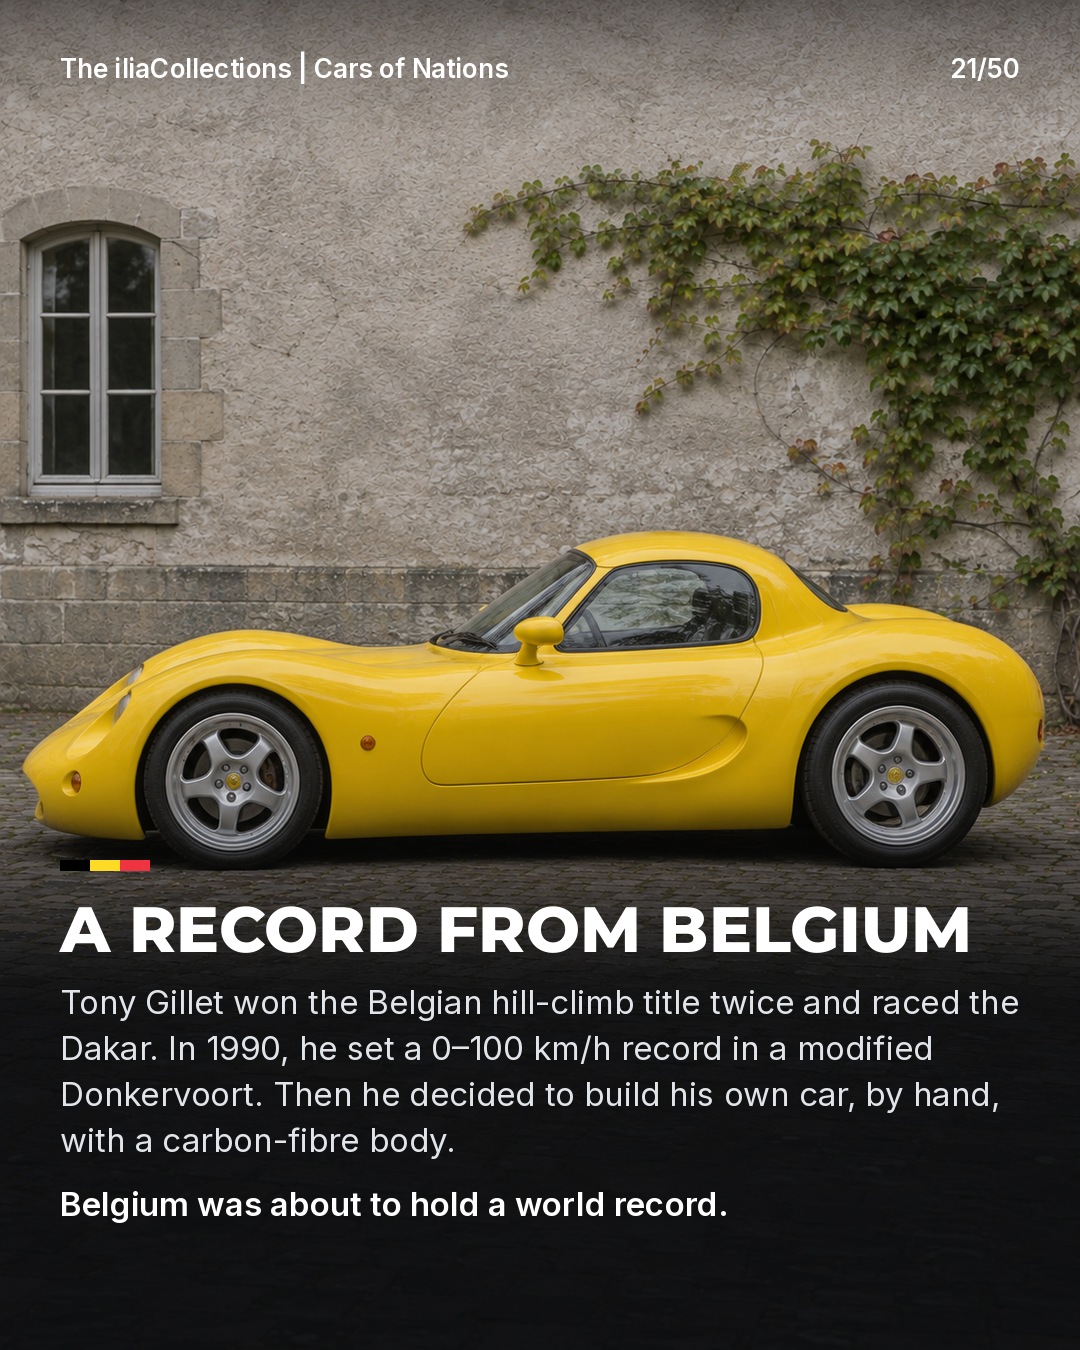 The iliaCollections | Cars of Nations
21/50
A RECORD FROM BELGIUM
Tony Gillet won the Belgian hill-climb title twice and raced the
Dakar. In 1990, he set a 0–100 km/h record in a modified
Donkervoort. Then he decided to build his own car, by hand,
with a carbon-fibre body.
Belgium was about to hold a world record.